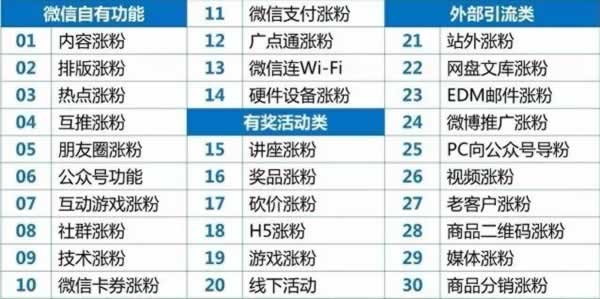 微信自有功能
01 内容涨粉
02 排版涨粉
03 热点涨粉
04 互推涨粉
05 朋友圈涨粉
06 公众号功能
07 互动游戏涨粉
08 社群涨粉
09 技术涨粉
10 微信卡券涨粉
11 微信支付涨粉
12 广点通涨粉
13 微信连Wi-Fi
14 硬件设备涨粉
有奖活动类
15 讲座涨粉
16 奖品涨粉
17 砍价涨粉
18 H5涨粉
19 游戏涨粉
20 线下活动
外部引流类
21 站外涨粉
22 网盘文库涨粉
23 EDM邮件涨粉
24 微博推广涨粉
25 PC向公众号导粉
26 视频涨粉
27 老客户涨粉
28 商品二维码涨粉
29 媒体涨粉
30 商品分销涨粉